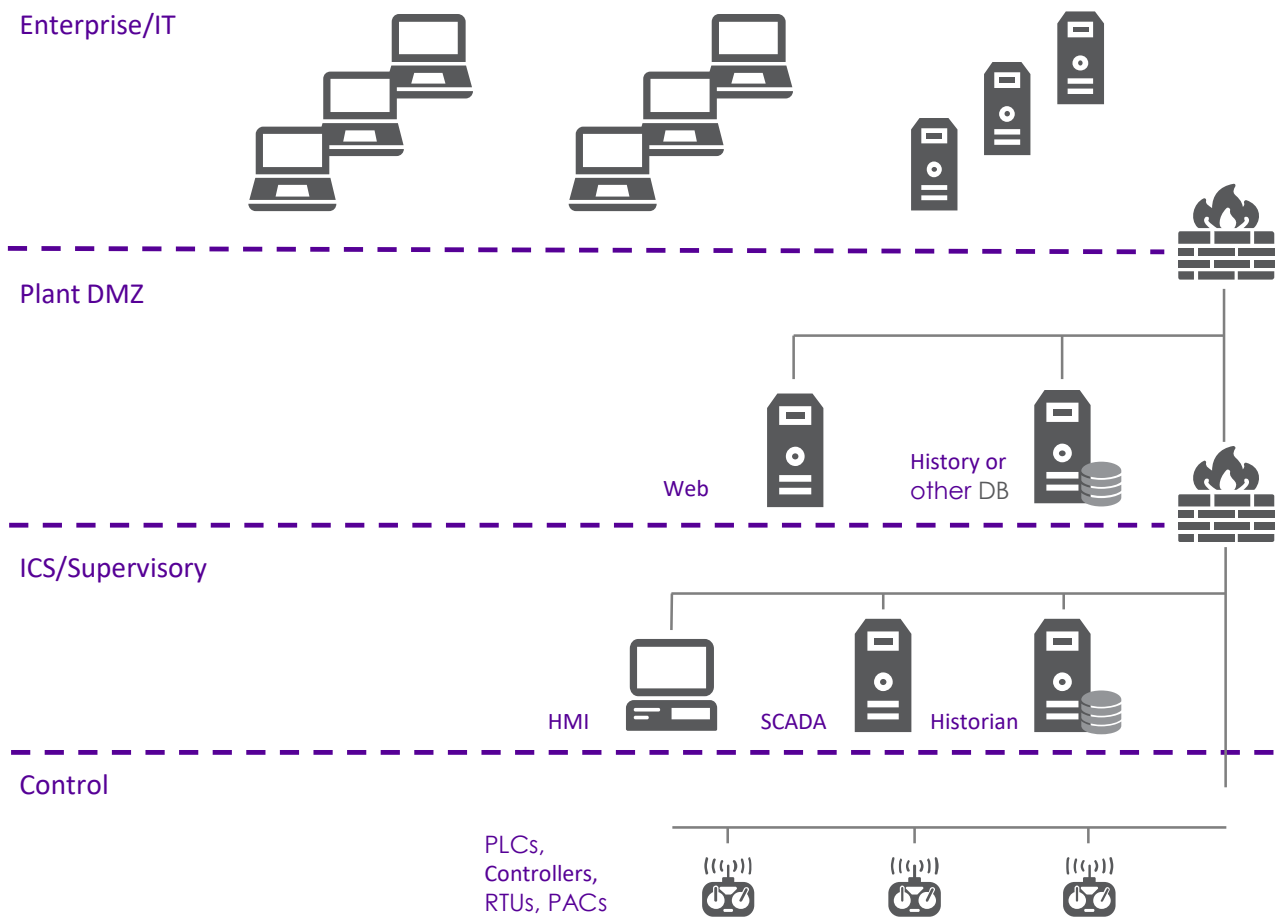 Enterprise/IT
Plant DMZ
Web
History or
other DB
ICS/Supervisory
HMI
SCADA
Historian
Control
PLCs,
Controllers,
RTUs, PACs